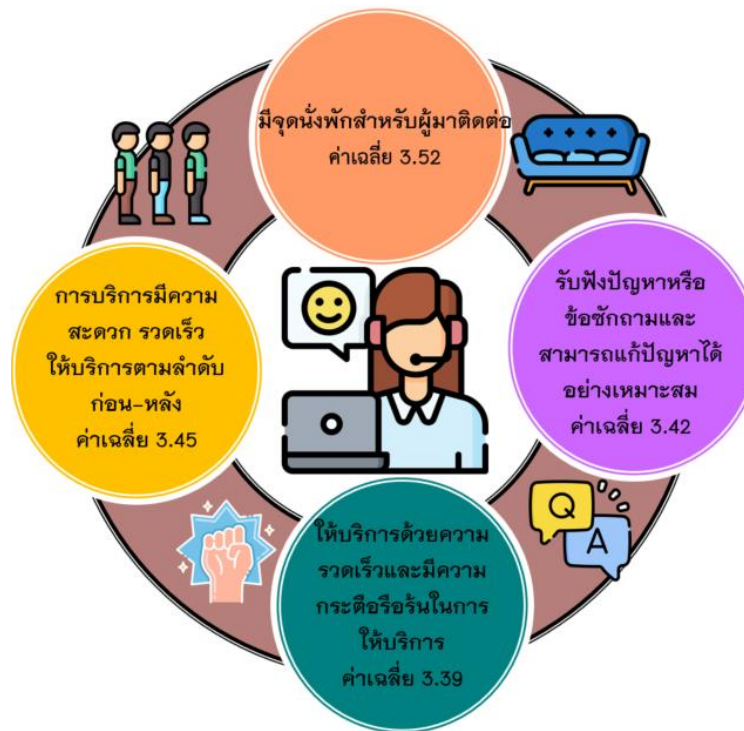 มีจุดนั่งพักสำหรับผู้มาติดต่อ
ค่าเฉลี่ย 3.52
การบริการมีความ
สะดวก รวดเร็ว
ให้บริการตามลำดับ
ก่อน-หลัง
ค่าเฉลี่ย 3.45
รับฟังปัญหาหรือ
ข้อซักถามและ
สามารถแก้ปัญหาได้
อย่างเหมาะสม
ค่าเฉลี่ย 3.42
ให้บริการด้วยความ
รวดเร็วและมีความ
กระตือรือร้นในการ
ให้บริการ
ค่าเฉลี่ย 3.39
Q
A